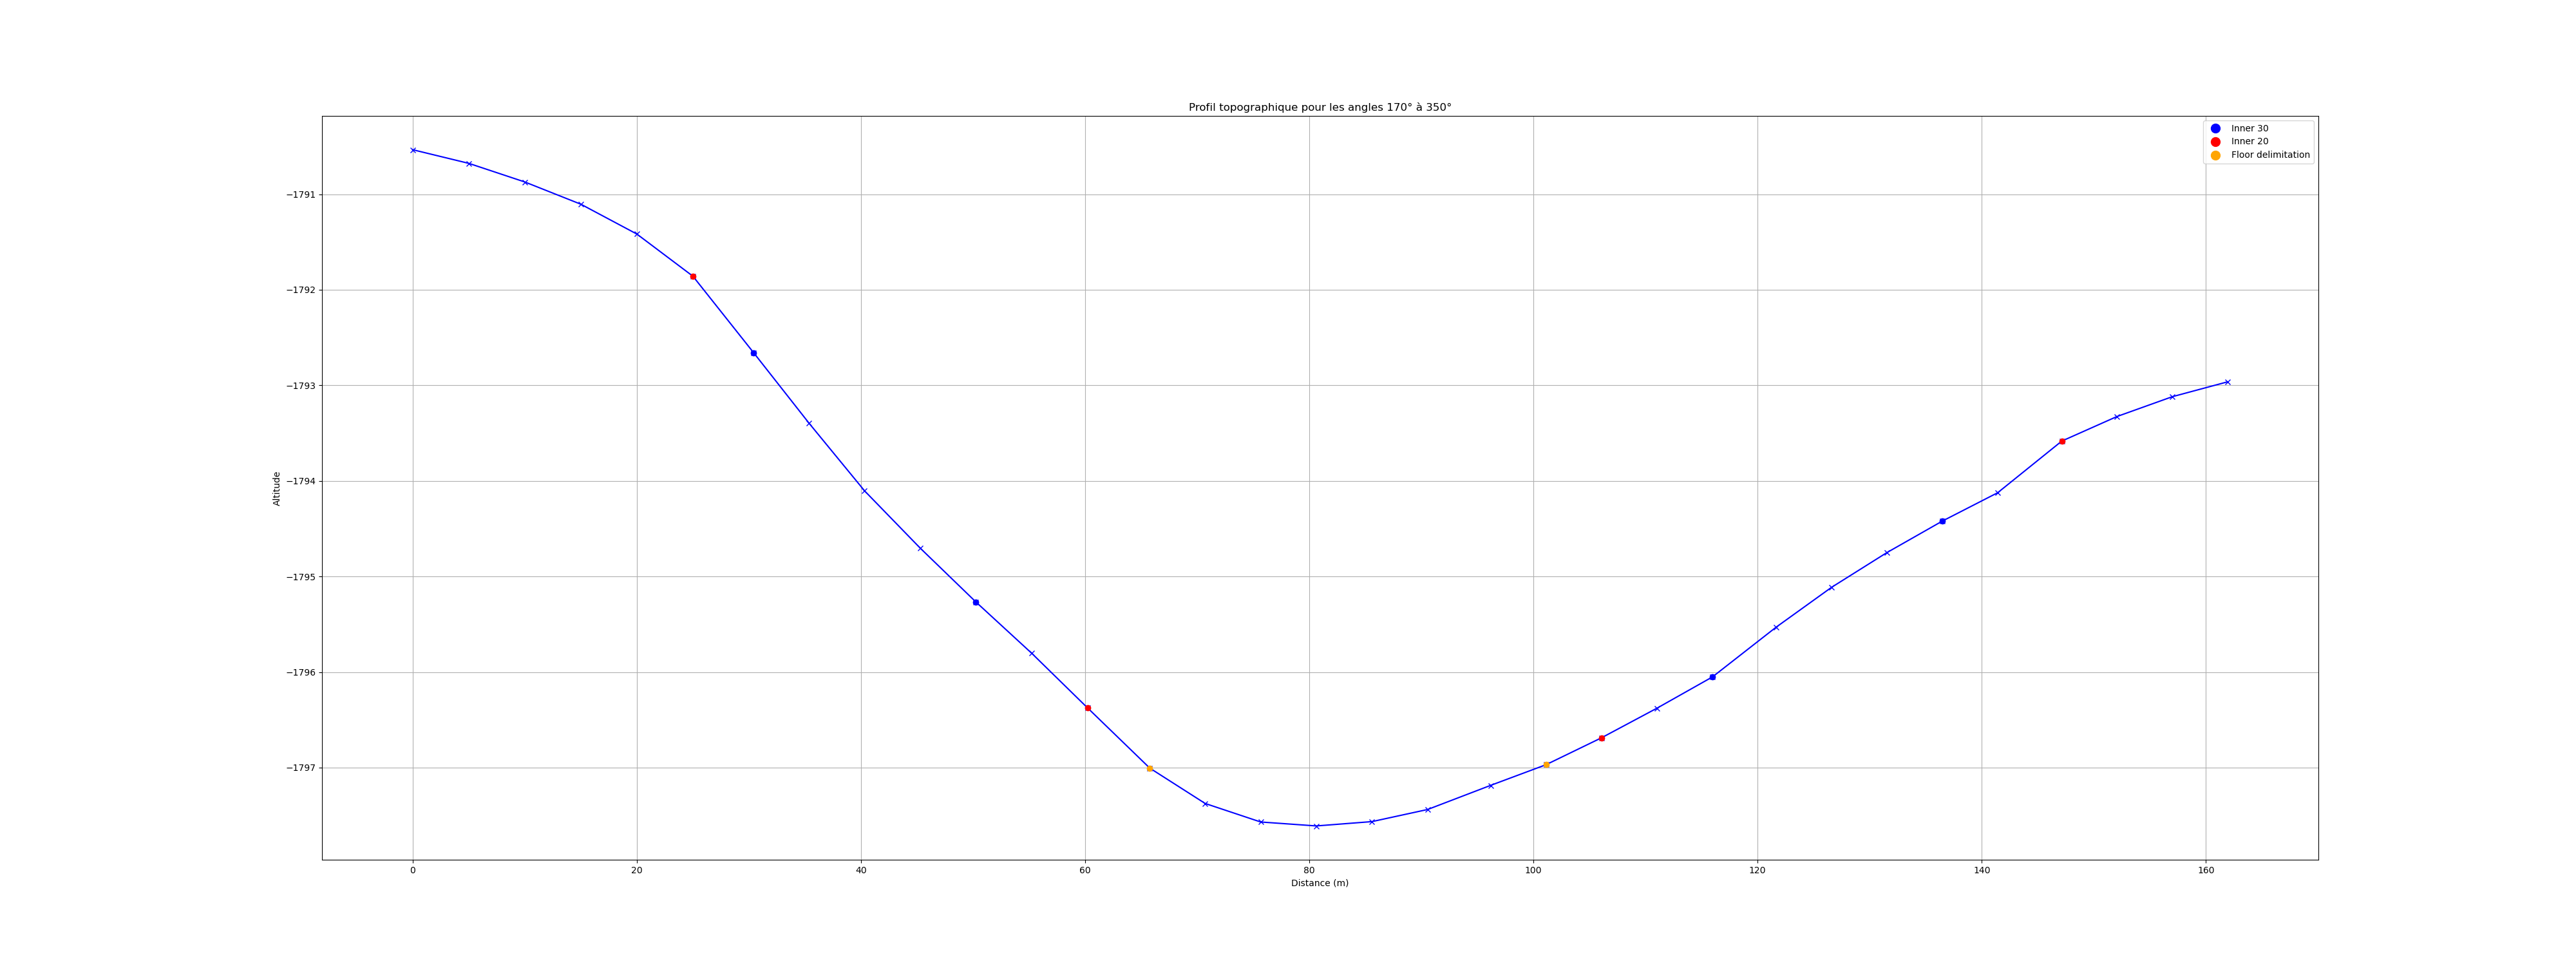 Profil topographique pour les angles 170° à 350°
Inner 30
Inner 20
Floor delimitation
−1791
−1792
−1793
−1794
−1795
−1796
−1797
Altitude
0 20 40 60 80 100 120 140 160
Distance (m)